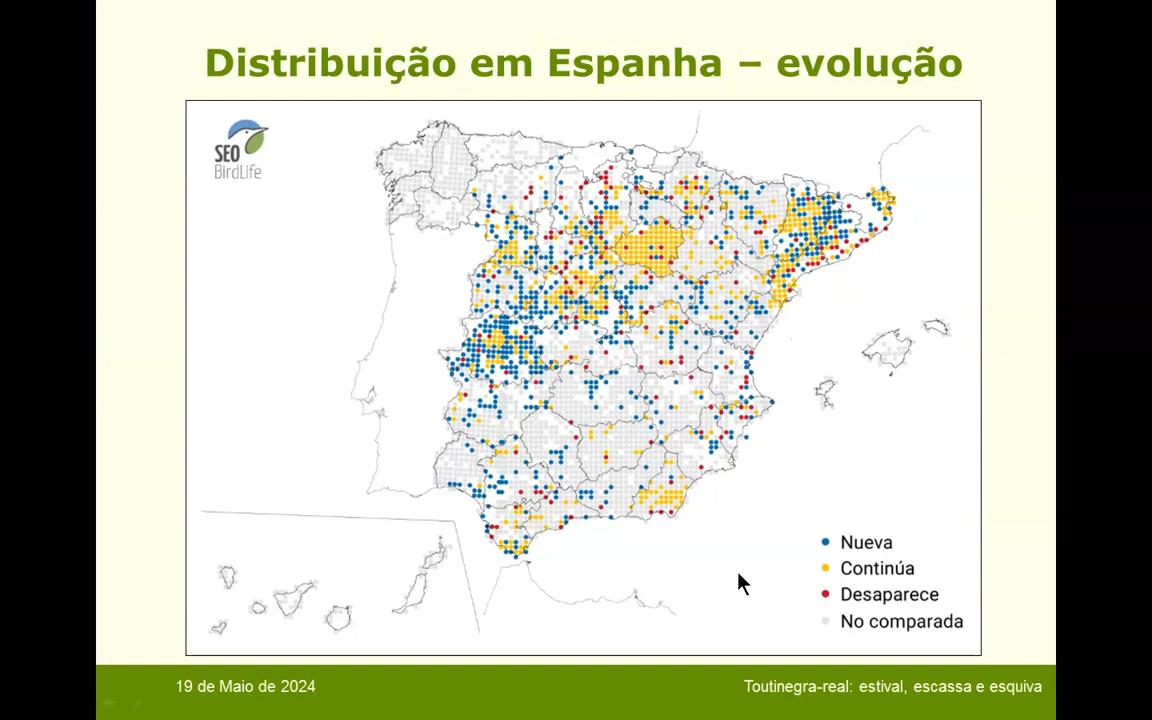 Distribuição em Espanha – evolução
SEO
BirdLife
Nueva
Continúa
Desaparece
No comparada
19 de Maio de 2024
Toutinegra-real: estival, escassa e esquiva